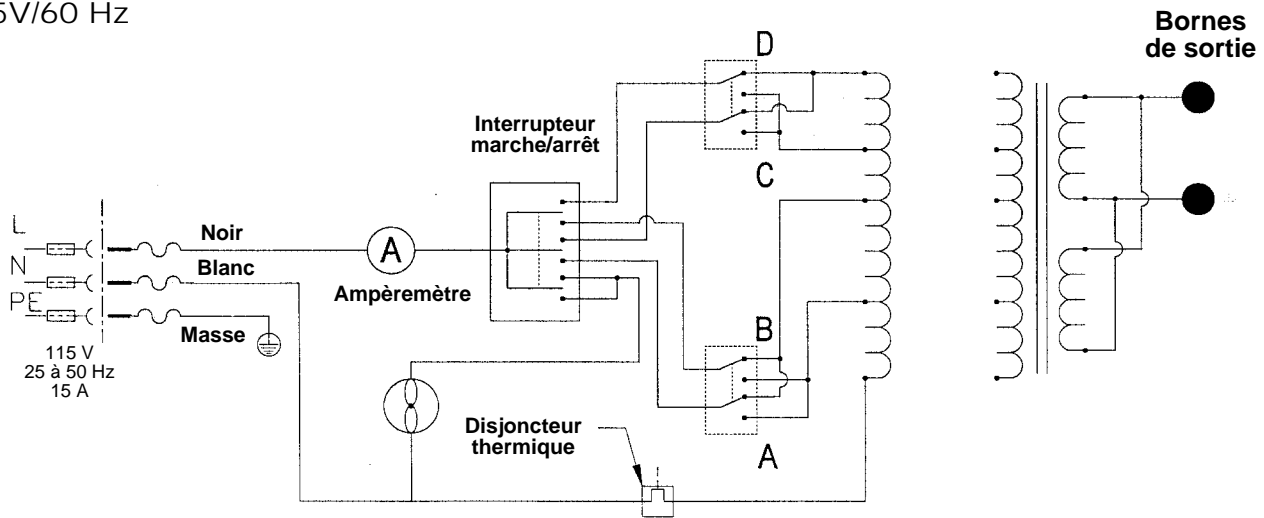 5V/60 Hz
Bornes
de sortie
D
Interrupteur
marche/arrêt
C
L
Noir
A
N
Blanc
Ampèremètre
PE
Masse
B
115 V
25 à 50 Hz
15 A
Disjoncteur
thermique
A